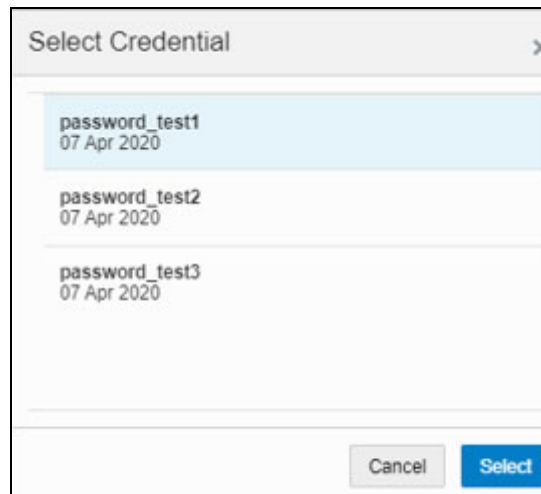 Select Credential
password_test1
07 Apr 2020
password_test2
07 Apr 2020
password_test3
07 Apr 2020
Cancel
Select